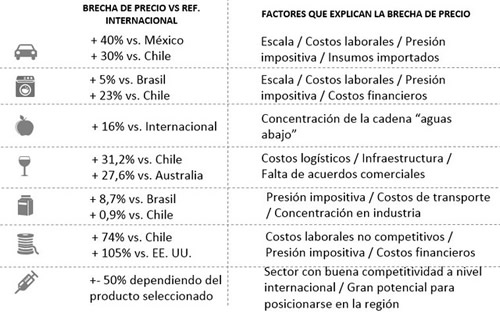 BRECHA DE PRECIO VS REF.
INTERNACIONAL
FACTORES QUE EXPLICAN LA BRECHA DE PRECIO
+ 40% vs. México
+ 30% vs. Chile
Escala / Costos laborales / Presión
impositiva / Insumos importados
+ 5% vs. Brasil
+ 23% vs. Chile
Escala / Costos laborales / Presión
impositiva / Costos financieros
+ 16% vs. Internacional
Concentración de la cadena “aguas
abajo”
+ 31,2% vs. Chile
+ 27,6% vs. Australia
Costos logísticos / Infraestructura /
Falta de acuerdos comerciales
+ 8,7% vs. Brasil
+ 0,9% vs. Chile
Presión impositiva / Costos de transporte
/ Concentración en industria
+ 74% vs. Chile
+ 105% vs. EE. UU.
Costos laborales no competitivos /
Presión impositiva / Costos financieros
+- 50% dependiendo del
producto seleccionado
Sector con buena competitividad a nivel
internacional / Gran potencial para
posicionarse en la región